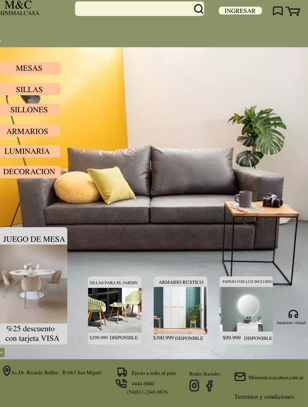 M&C
MINIMALCASA
INGRESAR
MESAS
SILLAS
SILLONES
ARMARIOS
LUMINARIA
DECORACION
JUEGO DE MESA
%25 descuento
con tarjeta VISA
SILLAS PARA EL JARDIN
$299.999 DISPONIBLE
ARMARIO RUSTICO
$300.999 DISPONIBLE
ESPEJO CON LUZ INCLUIDO
$99.999 DISPONIBLE
Atencion virtual
Av.Dr. Ricardo Balbin , B1663 San Miguel
Envio a todo el pais
4444-0000
(54)011-2345-9876
Redes Sociales
Minimalcasa@yahoo.com.ar
Terminos y condiciones